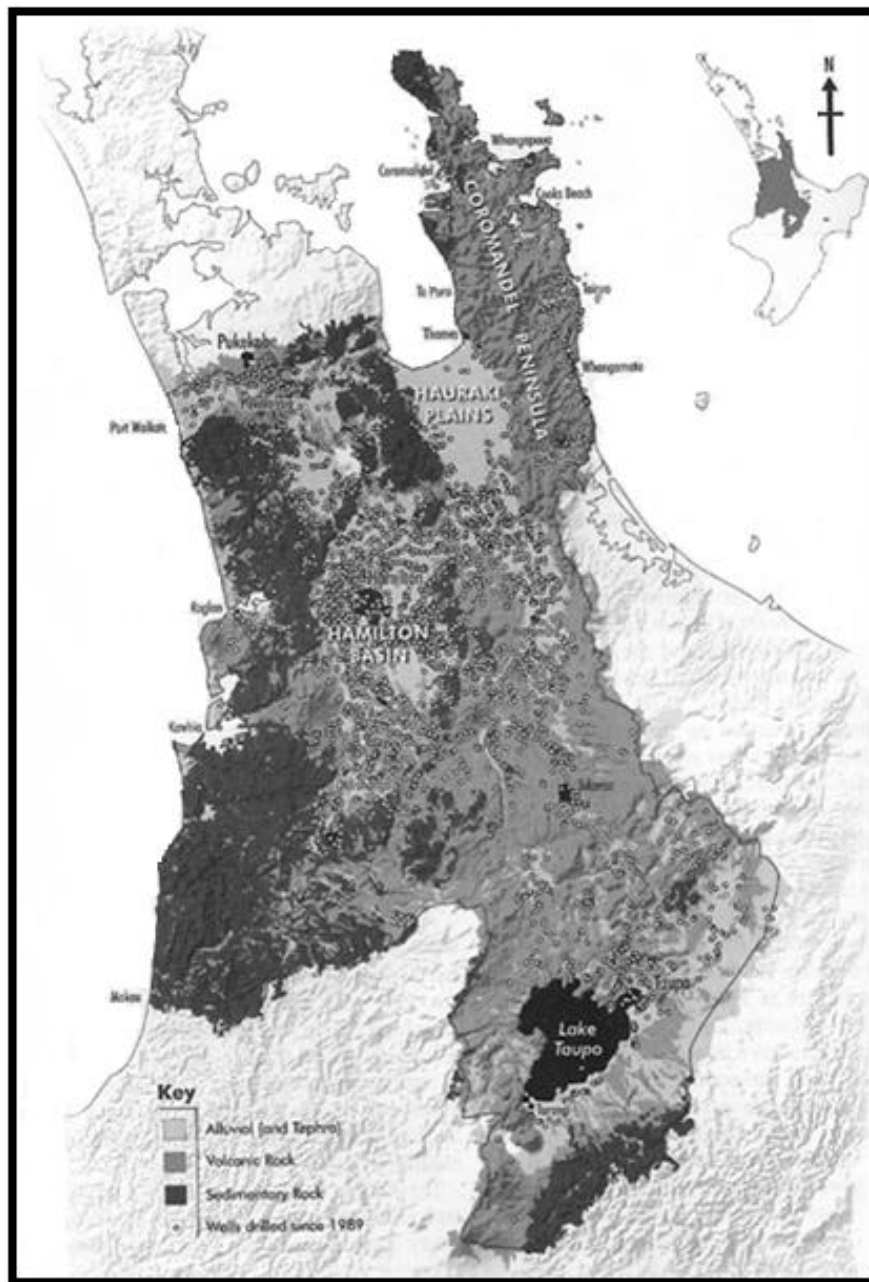 N
Whangapoua
Coromandel
Cooks Beach
COROMANDEL
PENINSULA
Te Puru
Tairua
Thames
Whangamata
Pukekohe
HAURAKI
PLAINS
Port Waikato
Hamilton
Raglan
HAMILTON
BASIN
Kawhia
Taupo
Mokau
Lake
Taupo
Key
Alluvial (and Tephra)
Volcanic Rock
Sedimentary Rock
Wells drilled since 1989